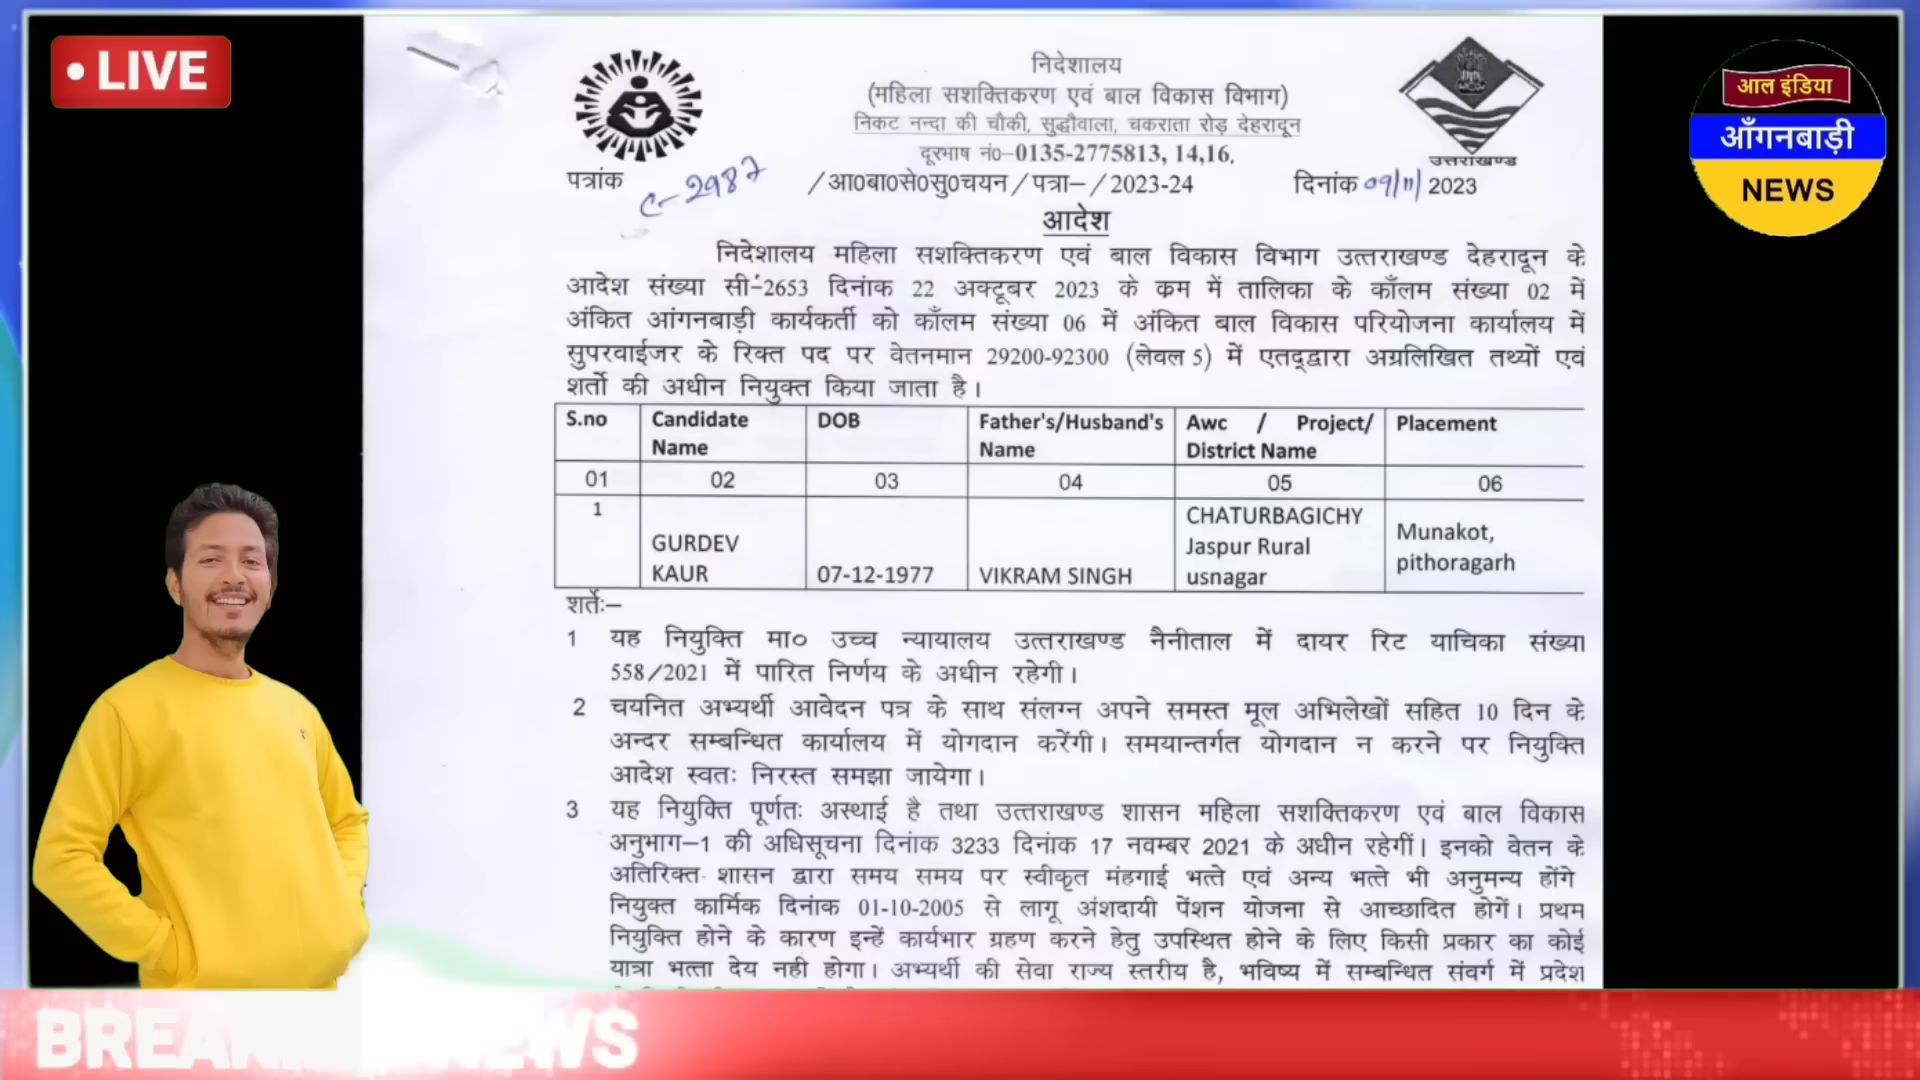 • LIVE
आल इंडिया
आँगनबाड़ी
NEWS
निदेशालय
(महिला सशक्तिकरण एवं बाल विकास विभाग)
निकट नन्दा की चौकी, सुद्धौवाला, चकराता रोड़ देहरादून
दूरभाष नं0–0135-2775813, 14,16,
उत्तराखण्ड
पत्रांक C-2987 /आ0बा0से0सु0चयन/पत्रा–/2023-24 दिनांक 09/11/2023
आदेश
निदेशालय महिला सशक्तिकरण एवं बाल विकास विभाग उत्तराखण्ड देहरादून के
आदेश संख्या सी-2653 दिनांक 22 अक्टूबर 2023 के क्रम में तालिका के कॉलम संख्या 02 में
अंकित आंगनबाड़ी कार्यकर्ती को कॉलम संख्या 06 में अंकित बाल विकास परियोजना कार्यालय में
सुपरवाईजर के रिक्त पद पर वेतनमान 29200-92300 (लेवल 5) में एतद्द्वारा अग्रलिखित तथ्यों एवं
शर्तो की अधीन नियुक्त किया जाता है।
S.no Candidate Name DOB Father's/Husband's Name Awc / Project/ District Name Placement
01 02 03 04 05 06
1 GURDEV KAUR 07-12-1977 VIKRAM SINGH CHATURBAGICHY Jaspur Rural usnagar Munakot, pithoragarh
शर्तेः–
1 यह नियुक्ति मा० उच्च न्यायालय उत्तराखण्ड नैनीताल में दायर रिट याचिका संख्या
558/2021 में पारित निर्णय के अधीन रहेगी।
2 चयनित अभ्यर्थी आवेदन पत्र के साथ संलग्न अपने समस्त मूल अभिलेखों सहित 10 दिन के
अन्दर सम्बन्धित कार्यालय में योगदान करेंगी। समयान्तर्गत योगदान न करने पर नियुक्ति
आदेश स्वतः निरस्त समझा जायेगा।
3 यह नियुक्ति पूर्णतः अस्थाई है तथा उत्तराखण्ड शासन महिला सशक्तिकरण एवं बाल विकास
अनुभाग–1 की अधिसूचना दिनांक 3233 दिनांक 17 नवम्बर 2021 के अधीन रहेगीं। इनको वेतन के
अतिरिक्त शासन द्वारा समय समय पर स्वीकृत मंहगाई भत्ते एवं अन्य भत्ते भी अनुमन्य होंगे
नियुक्त कार्मिक दिनांक 01-10-2005 से लागू अंशदायी पेंशन योजना से आच्छादित होगें। प्रथम
नियुक्ति होने के कारण इन्हें कार्यभार ग्रहण करने हेतु उपस्थित होने के लिए किसी प्रकार का कोई
यात्रा भत्ता देय नही होगा। अभ्यर्थी की सेवा राज्य स्तरीय है, भविष्य में सम्बन्धित संवर्ग में प्रदेश
BREAKING NEWS